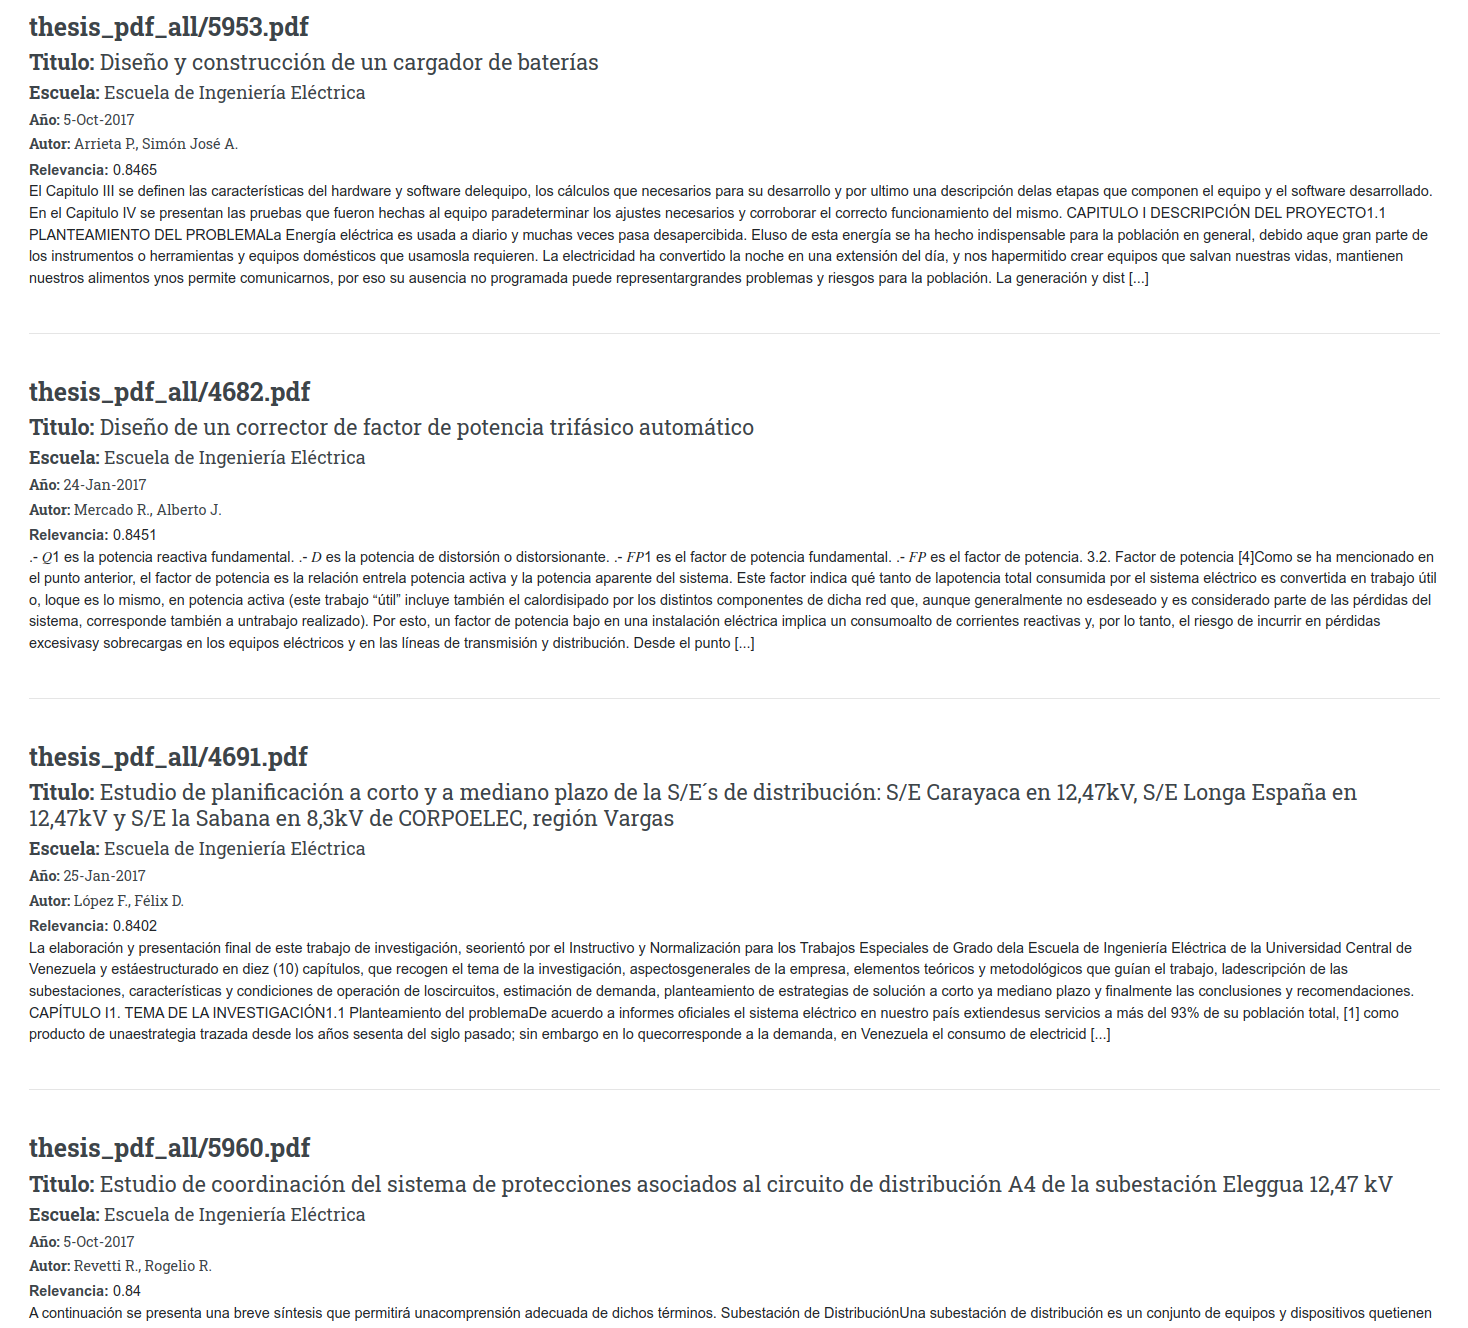 thesis_pdf_all/5953.pdf
Titulo: Diseño y construcción de un cargador de baterías
Escuela: Escuela de Ingeniería Eléctrica
Año: 5-Oct-2017
Autor: Arrieta P., Simón José A.
Relevancia: 0.8465
El Capitulo III se definen las características del hardware y software delequipo, los cálculos que necesarios para su desarrollo y por ultimo una descripción delas etapas que componen el equipo y el software desarrollado.
En el Capitulo IV se presentan las pruebas que fueron hechas al equipo paradeterminar los ajustes necesarios y corroborar el correcto funcionamiento del mismo. CAPITULO I DESCRIPCIÓN DEL PROYECTO1.1
PLANTEAMIENTO DEL PROBLEMALa Energía eléctrica es usada a diario y muchas veces pasa desapercibida. Eluso de esta energía se ha hecho indispensable para la población en general, debido aque gran parte de
los instrumentos o herramientas y equipos domésticos que usamosla requieren. La electricidad ha convertido la noche en una extensión del día, y nos hapermitido crear equipos que salvan nuestras vidas, mantienen
nuestros alimentos ynos permite comunicarnos, por eso su ausencia no programada puede representargrandes problemas y riesgos para la población. La generación y dist [...]
thesis_pdf_all/4682.pdf
Titulo: Diseño de un corrector de factor de potencia trifásico automático
Escuela: Escuela de Ingeniería Eléctrica
Año: 24-Jan-2017
Autor: Mercado R., Alberto J.
Relevancia: 0.8451
.- 𝑄1 es la potencia reactiva fundamental. .- 𝐷 es la potencia de distorsión o distorsionante. .- 𝐹𝑃1 es el factor de potencia fundamental. .- 𝐹𝑃 es el factor de potencia. 3.2. Factor de potencia [4]Como se ha mencionado en
el punto anterior, el factor de potencia es la relación entrela potencia activa y la potencia aparente del sistema. Este factor indica qué tanto de lapotencia total consumida por el sistema eléctrico es convertida en trabajo útil
o, loque es lo mismo, en potencia activa (este trabajo “útil” incluye también el calordisipado por los distintos componentes de dicha red que, aunque generalmente no esdeseado y es considerado parte de las pérdidas del
sistema, corresponde también a untrabajo realizado). Por esto, un factor de potencia bajo en una instalación eléctrica implica un consumoalto de corrientes reactivas y, por lo tanto, el riesgo de incurrir en pérdidas
excesivasy sobrecargas en los equipos eléctricos y en las líneas de transmisión y distribución. Desde el punto [...]
thesis_pdf_all/4691.pdf
Titulo: Estudio de planificación a corto y a mediano plazo de la S/E´s de distribución: S/E Carayaca en 12,47kV, S/E Longa España en
12,47kV y S/E la Sabana en 8,3kV de CORPOELEC, región Vargas
Escuela: Escuela de Ingeniería Eléctrica
Año: 25-Jan-2017
Autor: López F., Félix D.
Relevancia: 0.8402
La elaboración y presentación final de este trabajo de investigación, seorientó por el Instructivo y Normalización para los Trabajos Especiales de Grado dela Escuela de Ingeniería Eléctrica de la Universidad Central de
Venezuela y estáestructurado en diez (10) capítulos, que recogen el tema de la investigación, aspectosgenerales de la empresa, elementos teóricos y metodológicos que guían el trabajo, ladescripción de las
subestaciones, características y condiciones de operación de loscircuitos, estimación de demanda, planteamiento de estrategias de solución a corto ya mediano plazo y finalmente las conclusiones y recomendaciones.
CAPÍTULO I1. TEMA DE LA INVESTIGACIÓN1.1 Planteamiento del problemaDe acuerdo a informes oficiales el sistema eléctrico en nuestro país extiendesus servicios a más del 93% de su población total, [1] como
producto de unaestrategia trazada desde los años sesenta del siglo pasado; sin embargo en lo quecorresponde a la demanda, en Venezuela el consumo de electricid [...]
thesis_pdf_all/5960.pdf
Titulo: Estudio de coordinación del sistema de protecciones asociados al circuito de distribución A4 de la subestación Eleggua 12,47 kV
Escuela: Escuela de Ingeniería Eléctrica
Año: 5-Oct-2017
Autor: Revetti R., Rogelio R.
Relevancia: 0.84
A continuación se presenta una breve síntesis que permitirá unacomprensión adecuada de dichos términos. Subestación de DistribuciónUna subestación de distribución es un conjunto de equipos y dispositivos quetienen